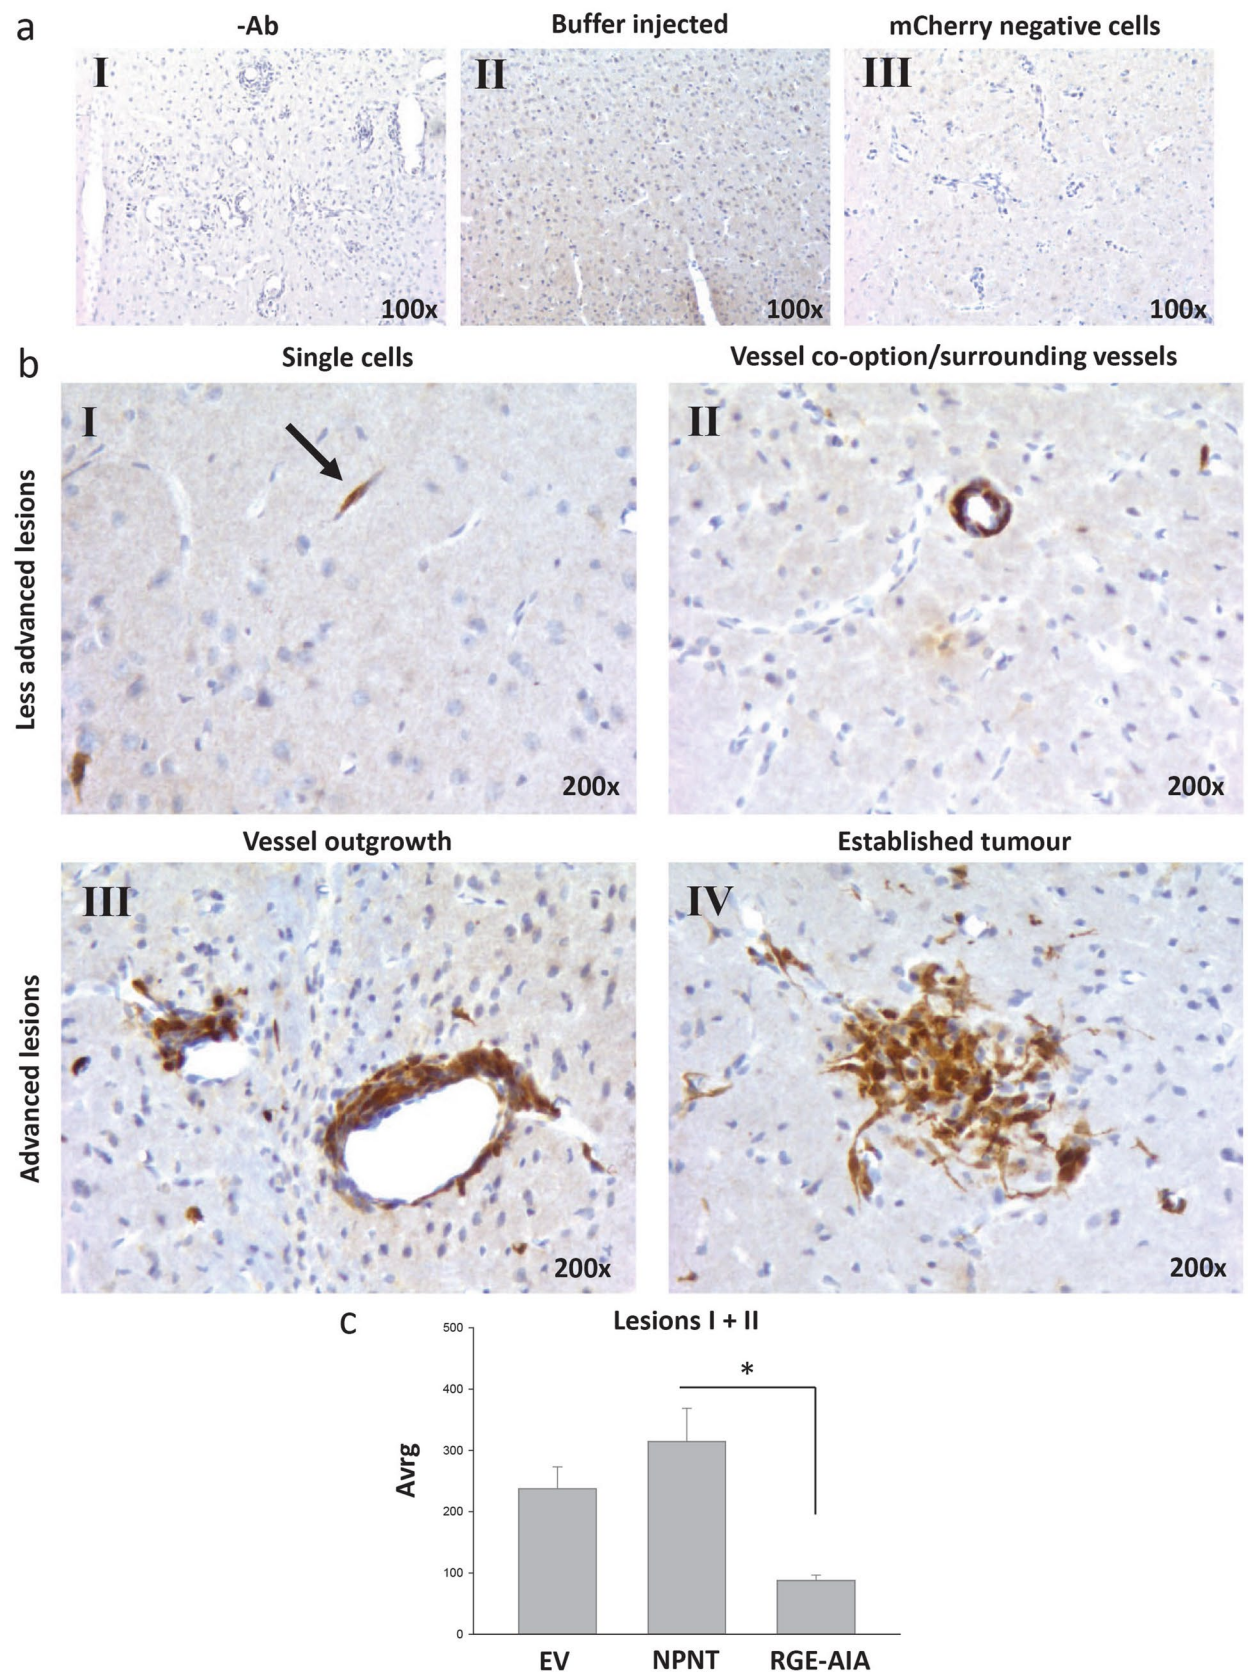 a
-Ab
Buffer injected
mCherry negative cells
I
II
III
100x
100x
100x
b
Single cells
Vessel co-option/surrounding vessels
Less advanced lesions
I
II
200x
200x
Vessel outgrowth
Established tumour
Advanced lesions
III
IV
200x
200x
c
Lesions I + II
500
400
300
200
100
0
Avrg
*
EV
NPNT
RGE-AIA